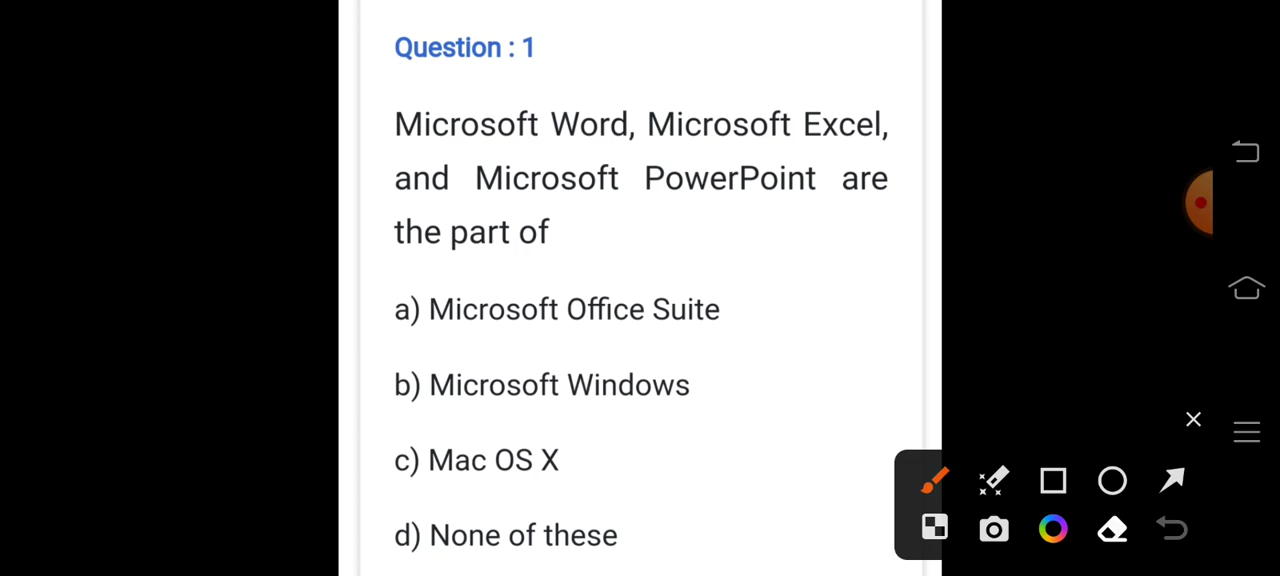 Question : 1
Microsoft Word, Microsoft Excel,
and Microsoft PowerPoint are
the part of
a) Microsoft Office Suite
b) Microsoft Windows
c) Mac OS X
d) None of these